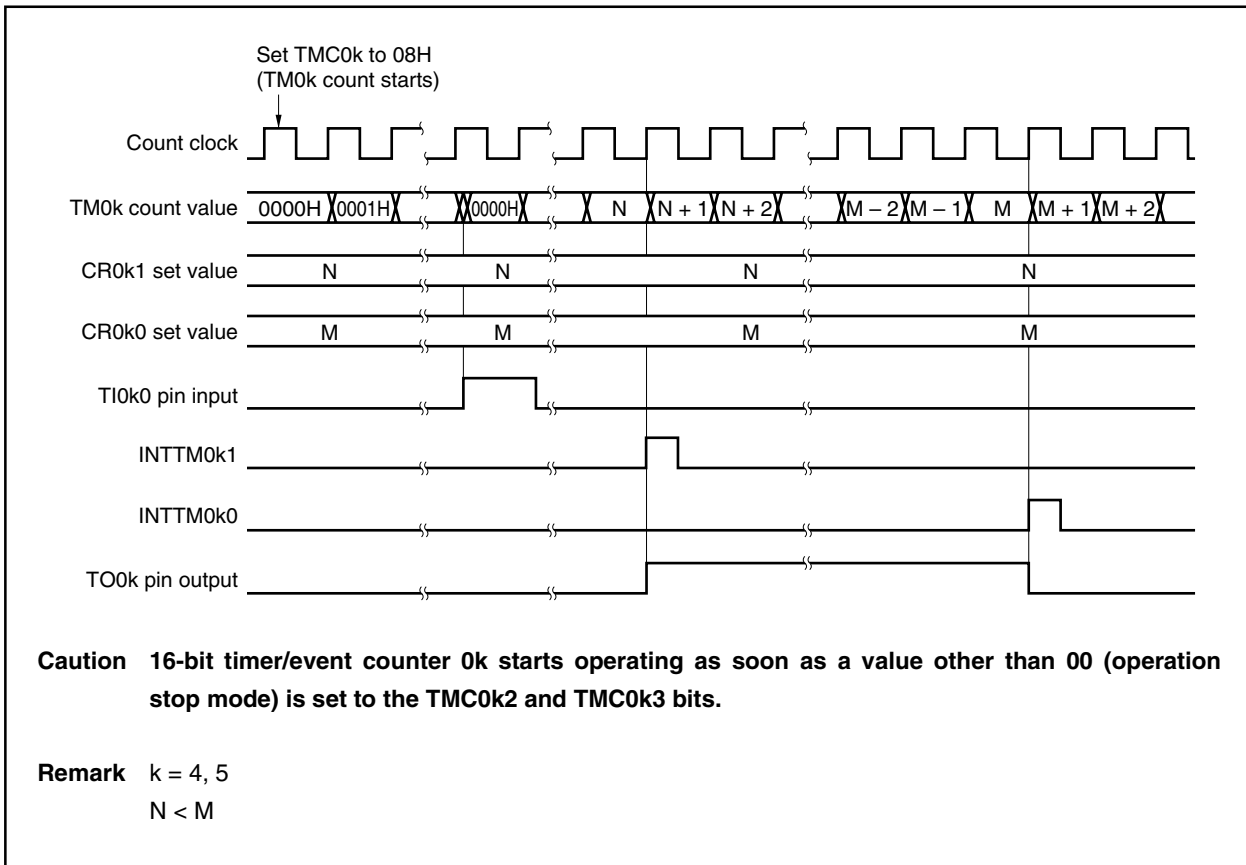 Set TMC0k to 08H
(TM0k count starts)
Count clock
TM0k count value 0000H 0001H 0000H N N + 1 N + 2 M – 2 M – 1 M M + 1 M + 2
CR0k1 set value N N N N
CR0k0 set value M M M M
TI0k0 pin input
INTTM0k1
INTTM0k0
TO0k pin output
Caution 16-bit timer/event counter 0k starts operating as soon as a value other than 00 (operation
stop mode) is set to the TMC0k2 and TMC0k3 bits.
Remark k = 4, 5
N < M